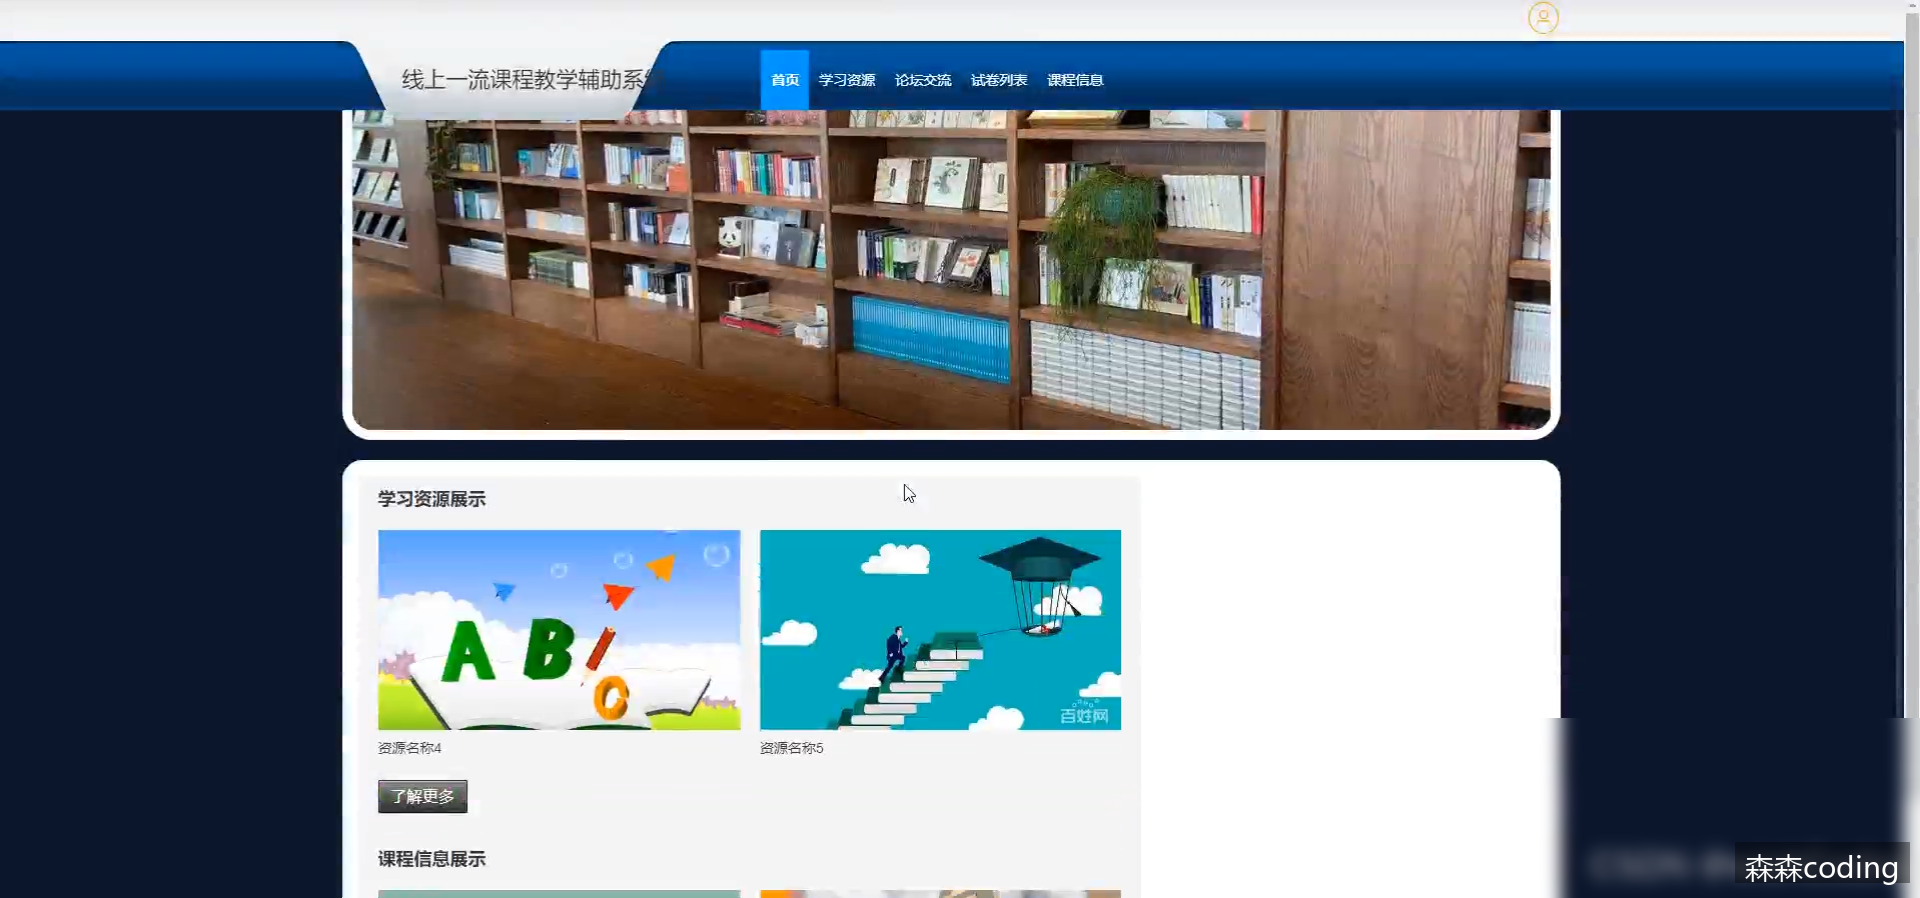 线上一流课程教学辅助系
首页 学习资源 论坛交流 试卷列表 课程信息
学习资源展示
A B C
百姓网
资源名称4
资源名称5
了解更多
课程信息展示
森森coding